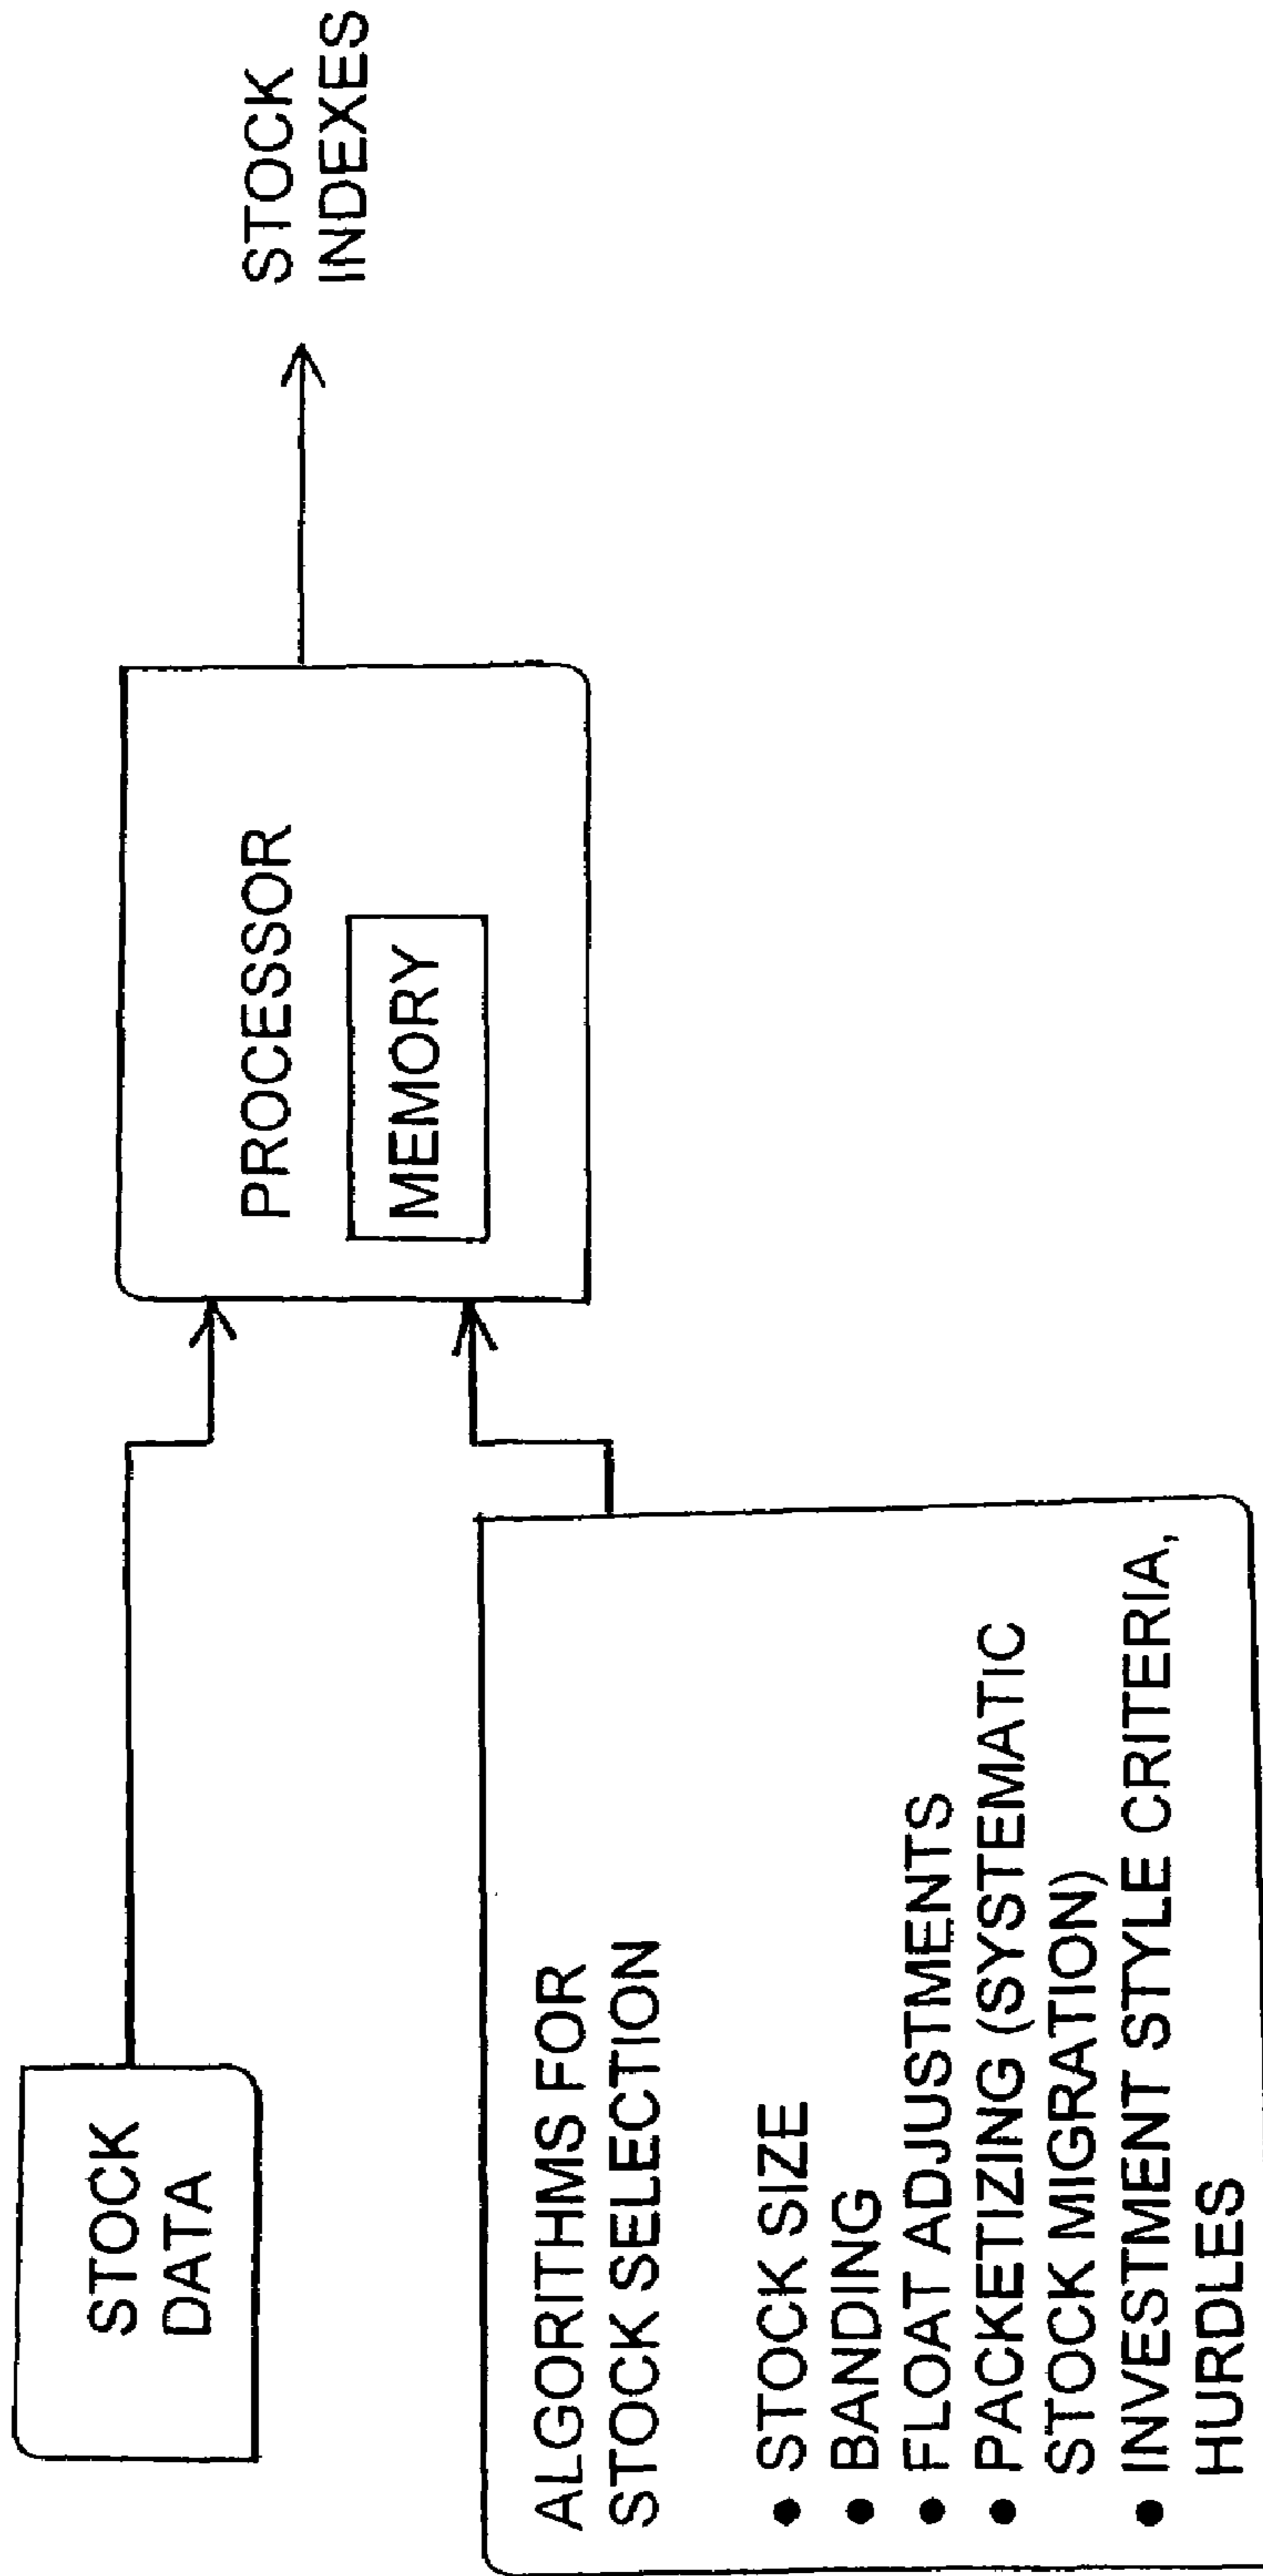 STOCK
DATA
ALGORITHMS FOR
STOCK SELECTION
• STOCK SIZE
• BANDING
• FLOAT ADJUSTMENTS
• PACKETIZING (SYSTEMATIC
STOCK MIGRATION)
• INVESTMENT STYLE CRITERIA,
HURDLES
PROCESSOR
MEMORY
STOCK
INDEXES